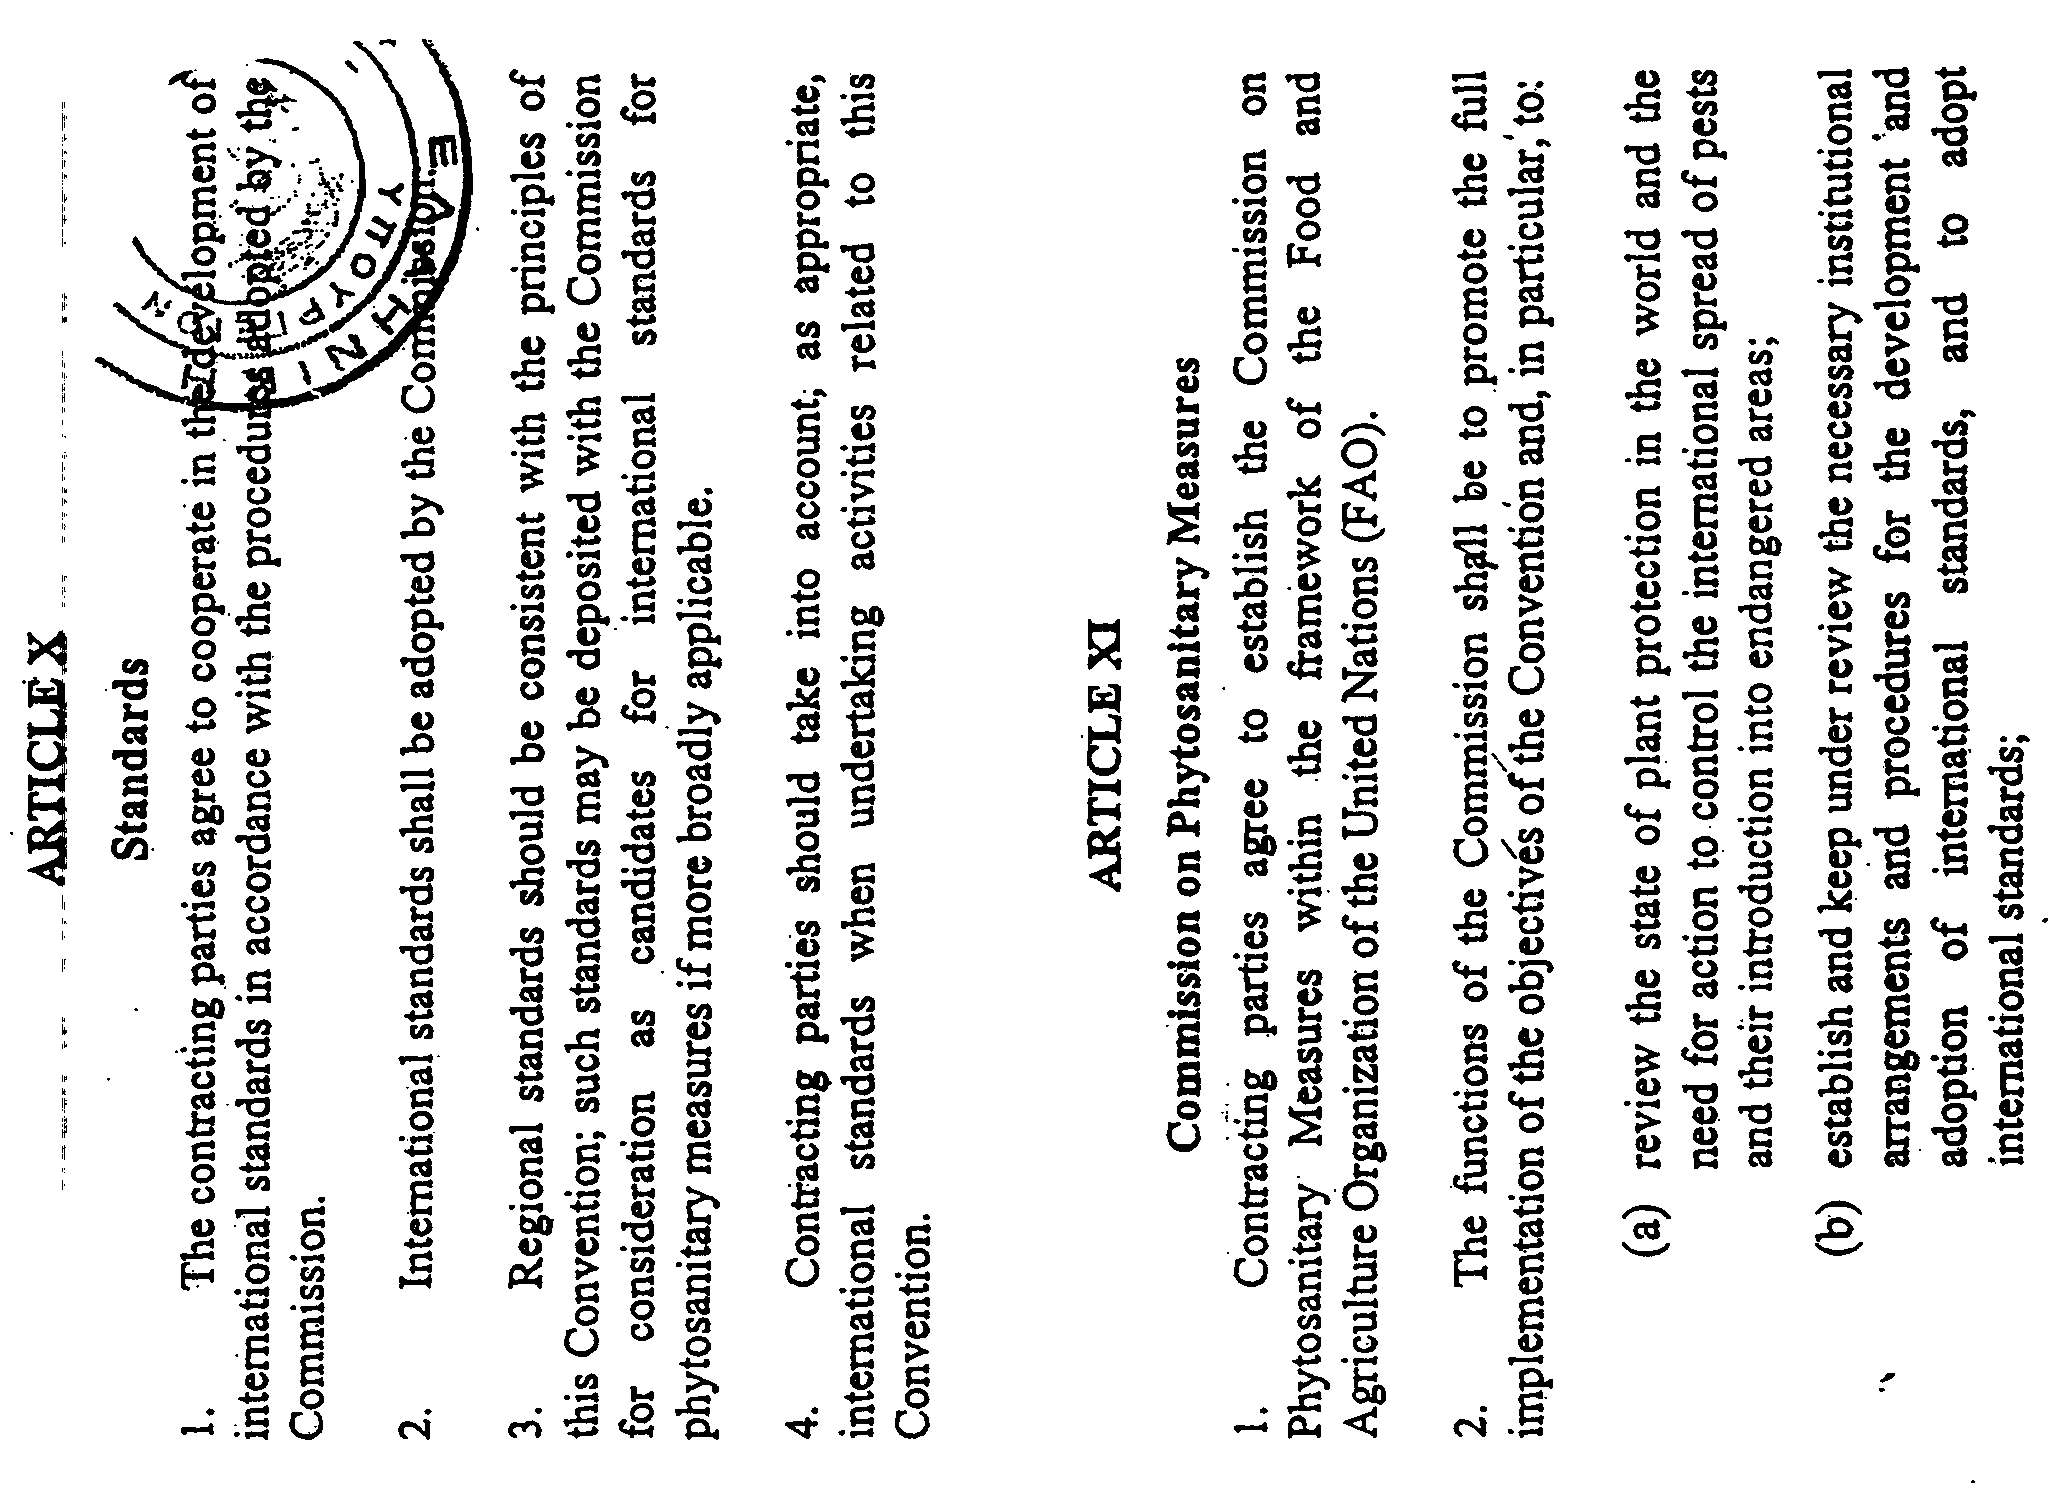 ARTICLE X
Standards
1. The contracting parties agree to cooperate in the development of
international standards in accordance with the procedures adopted by the
Commission.
2. International standards shall be adopted by the Commission.
3. Regional standards should be consistent with the principles of
this Convention; such standards may be deposited with the Commission
for consideration as candidates for international standards for
phytosanitary measures if more broadly applicable.
4. Contracting parties should take into account, as appropriate,
international standards when undertaking activities related to this
Convention.
ARTICLE XI
Commission on Phytosanitary Measures
1. Contracting parties agree to establish the Commission on
Phytosanitary Measures within the framework of the Food and
Agriculture Organization of the United Nations (FAO).
2. The functions of the Commission shall be to promote the full
implementation of the objectives of the Convention and, in particular, to:
(a) review the state of plant protection in the world and the
need for action to control the international spread of pests
and their introduction into endangered areas;
(b) establish and keep under review the necessary institutional
arrangements and procedures for the development and
adoption of international standards, and to adopt
international standards;